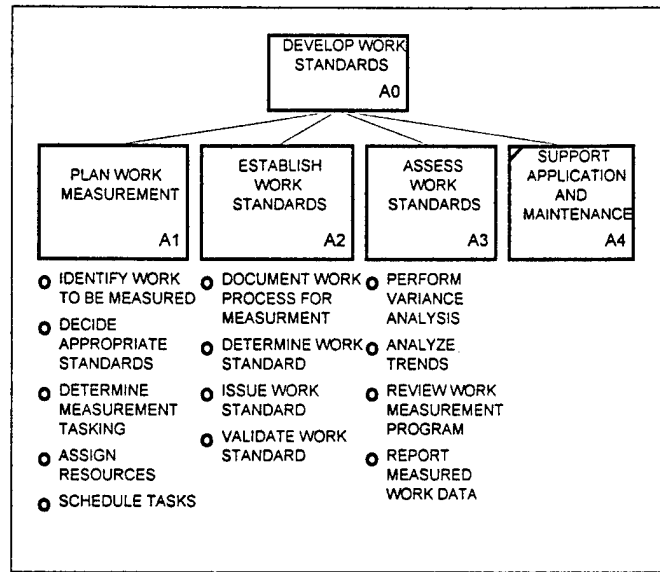 DEVELOP WORK
STANDARDS
A0
PLAN WORK
MEASUREMENT
A1
ESTABLISH
WORK
STANDARDS
A2
ASSESS
WORK
STANDARDS
A3
SUPPORT
APPLICATION
AND
MAINTENANCE
A4
IDENTIFY WORK
TO BE MEASURED
DECIDE
APPROPRIATE
STANDARDS
DETERMINE
MEASUREMENT
TASKING
ASSIGN
RESOURCES
SCHEDULE TASKS
DOCUMENT WORK
PROCESS FOR
MEASURMENT
DETERMINE WORK
STANDARD
ISSUE WORK
STANDARD
VALIDATE WORK
STANDARD
PERFORM
VARIANCE
ANALYSIS
ANALYZE
TRENDS
REVIEW WORK
MEASUREMENT
PROGRAM
REPORT
MEASURED
WORK DATA